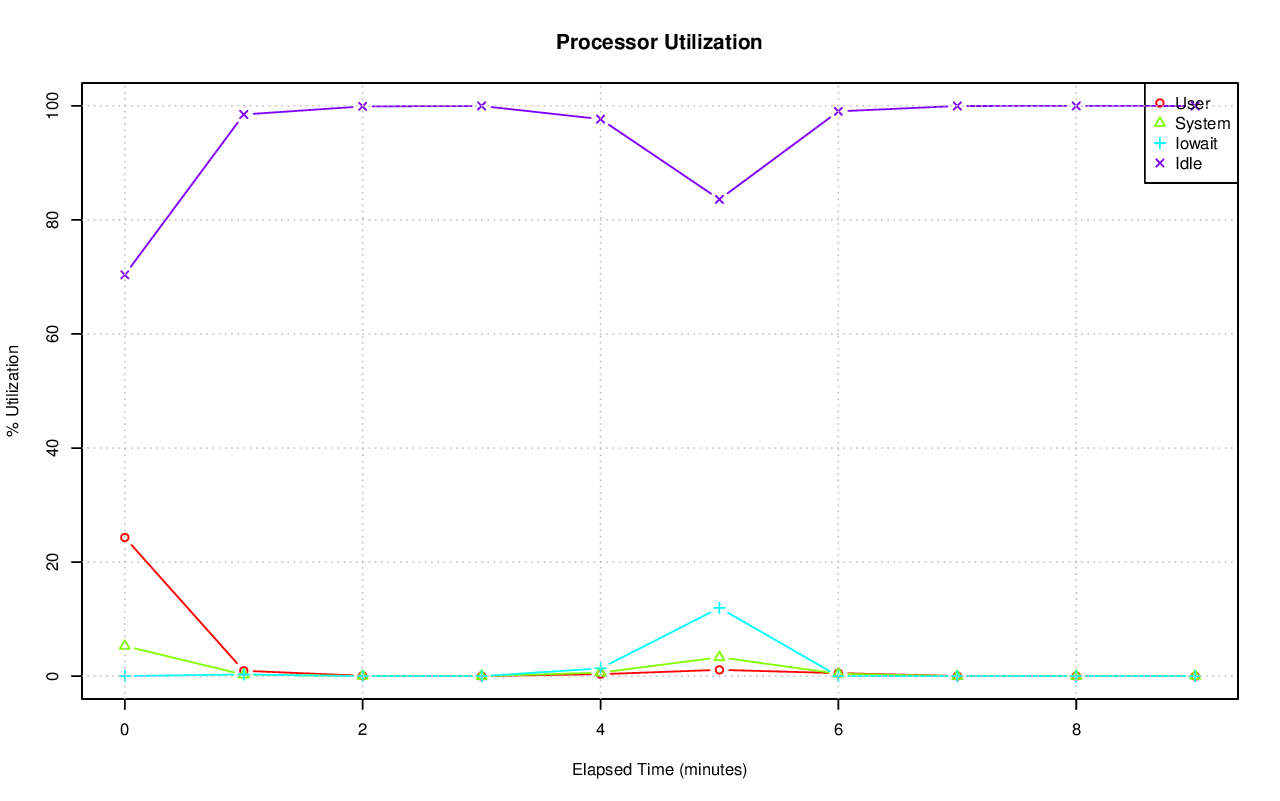 Processor Utilization
% Utilization
100
80
60
40
20
0
User
System
Iowait
Idle
0 2 4 6 8
Elapsed Time (minutes)